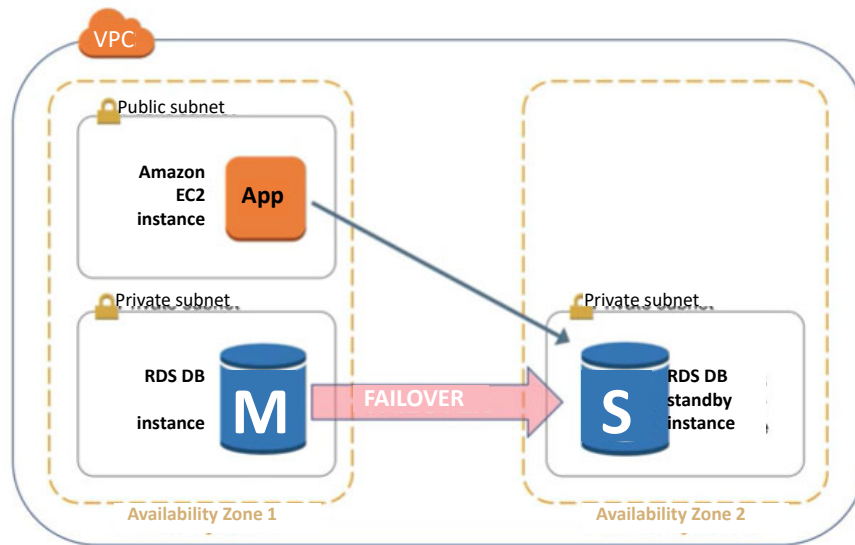 VPC
Public subnet
Amazon
EC2
instance
App
Private subnet
RDS DB
instance
M
FAILOVER
Private subnet
S
RDS DB
standby
instance
Availability Zone 1
Availability Zone 2